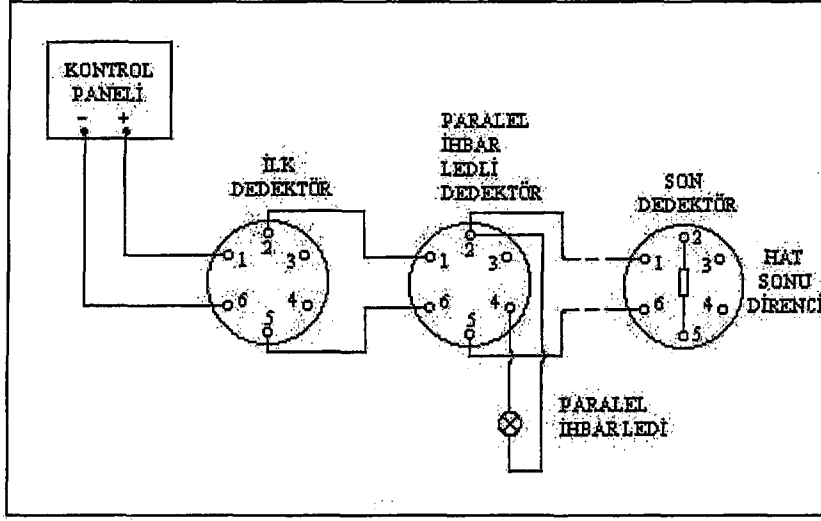 KONTROL
PANELİ
- +
İLK
DEDEKTÖR
1
2
3
4
5
6
PARALEL
İHBAR
LEDLİ
DEDEKTÖR
1
2
3
4
5
6
PARALEL
İHBAR LEDİ
SON
DEDEKTÖR
1
2
3
4
5
6
HAT
SONU
DİRENCİ